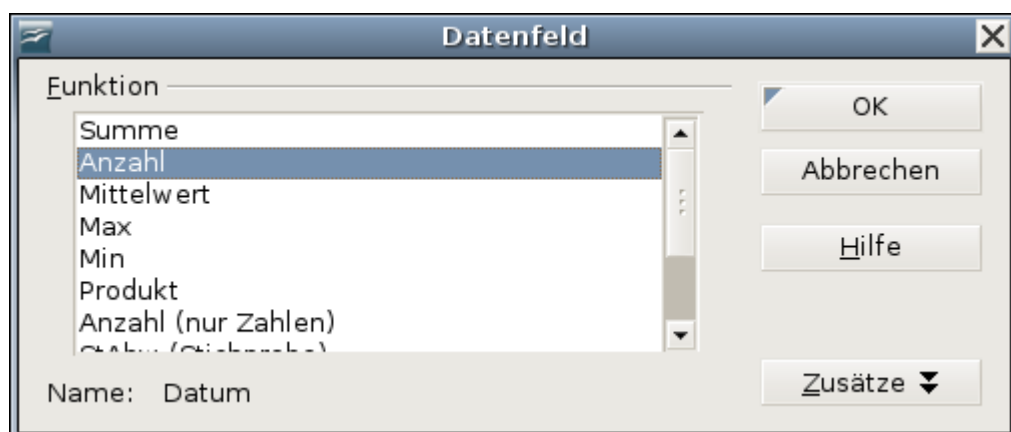 Datenfeld
Funktion
Summe
Anzahl
Mittelwert
Max
Min
Produkt
Anzahl (nur Zahlen)
Name: Datum
OK
Abbrechen
Hilfe
Zusätze